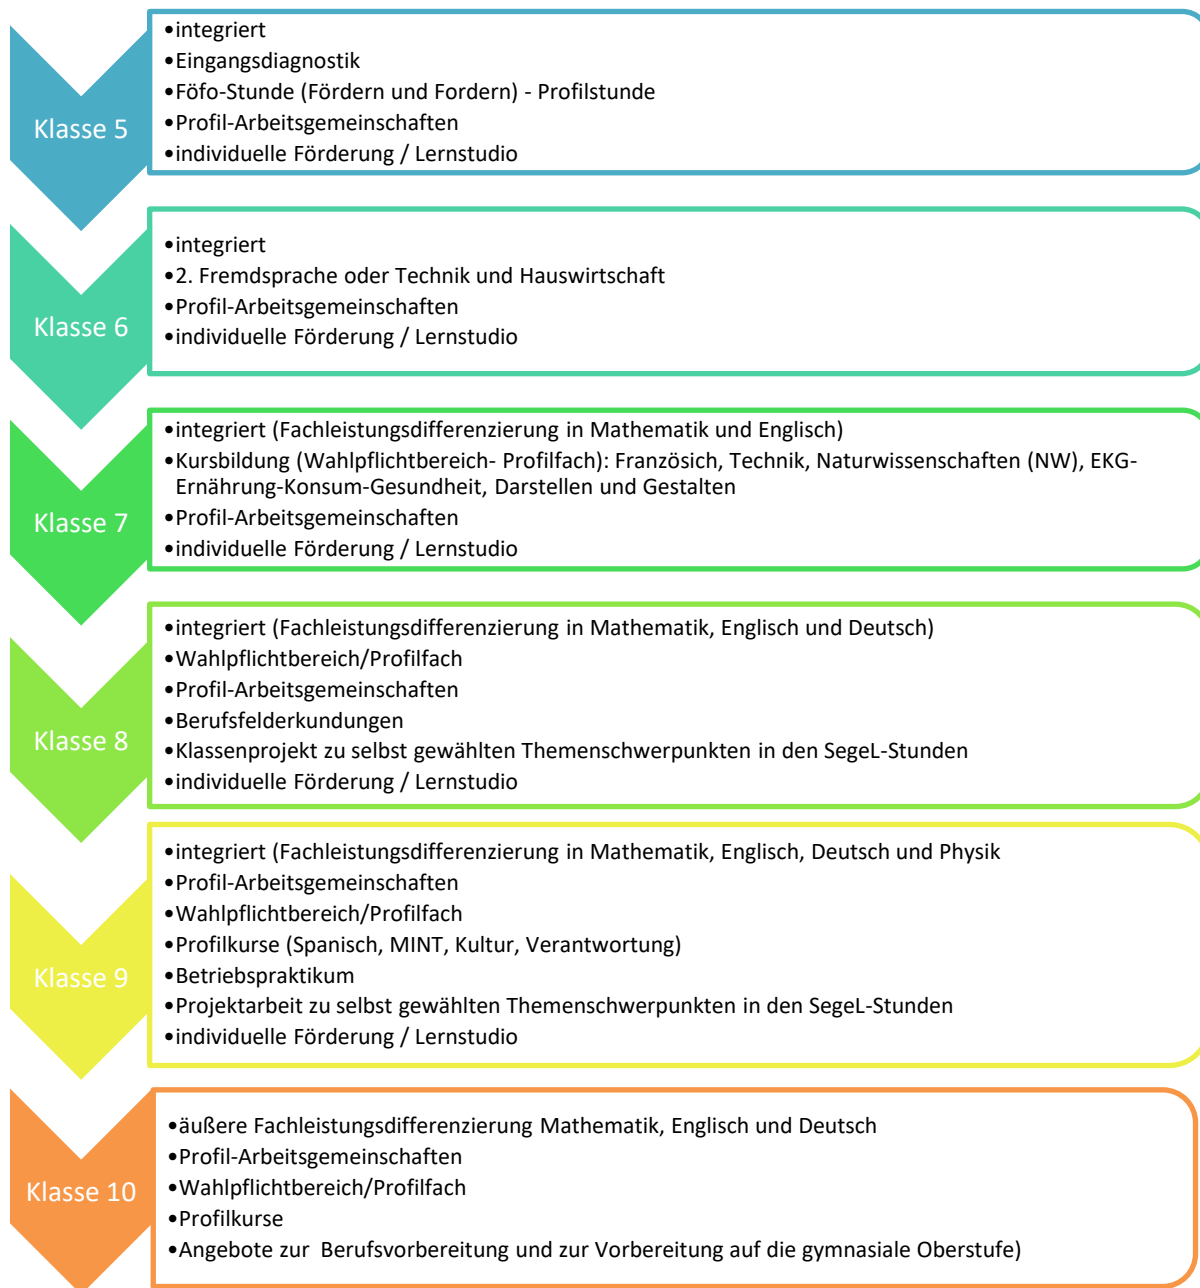 Klasse 5
•integriert
•Eingangsdiagnostik
•Föfo-Stunde (Fördern und Fordern) - Profilstunde
•Profil-Arbeitsgemeinschaften
•individuelle Förderung / Lernstudio
Klasse 6
•integriert
•2. Fremdsprache oder Technik und Hauswirtschaft
•Profil-Arbeitsgemeinschaften
•individuelle Förderung / Lernstudio
Klasse 7
•integriert (Fachleistungsdifferenzierung in Mathematik und Englisch)
•Kursbildung (Wahlpflichtbereich- Profilfach): Französich, Technik, Naturwissenschaften (NW), EKG-
Ernährung-Konsum-Gesundheit, Darstellen und Gestalten
•Profil-Arbeitsgemeinschaften
•individuelle Förderung / Lernstudio
Klasse 8
•integriert (Fachleistungsdifferenzierung in Mathematik, Englisch und Deutsch)
•Wahlpflichtbereich/Profilfach
•Profil-Arbeitsgemeinschaften
•Berufsfelderkundungen
•Klassenprojekt zu selbst gewählten Themenschwerpunkten in den SegeL-Stunden
•individuelle Förderung / Lernstudio
Klasse 9
•integriert (Fachleistungsdifferenzierung in Mathematik, Englisch, Deutsch und Physik
•Profil-Arbeitsgemeinschaften
•Wahlpflichtbereich/Profilfach
•Profilkurse (Spanisch, MINT, Kultur, Verantwortung)
•Betriebspraktikum
•Projektarbeit zu selbst gewählten Themenschwerpunkten in den SegeL-Stunden
•individuelle Förderung / Lernstudio
Klasse 10
•äußere Fachleistungsdifferenzierung Mathematik, Englisch und Deutsch
•Profil-Arbeitsgemeinschaften
•Wahlpflichtbereich/Profilfach
•Profilkurse
•Angebote zur  Berufsvorbereitung und zur Vorbereitung auf die gymnasiale Oberstufe)